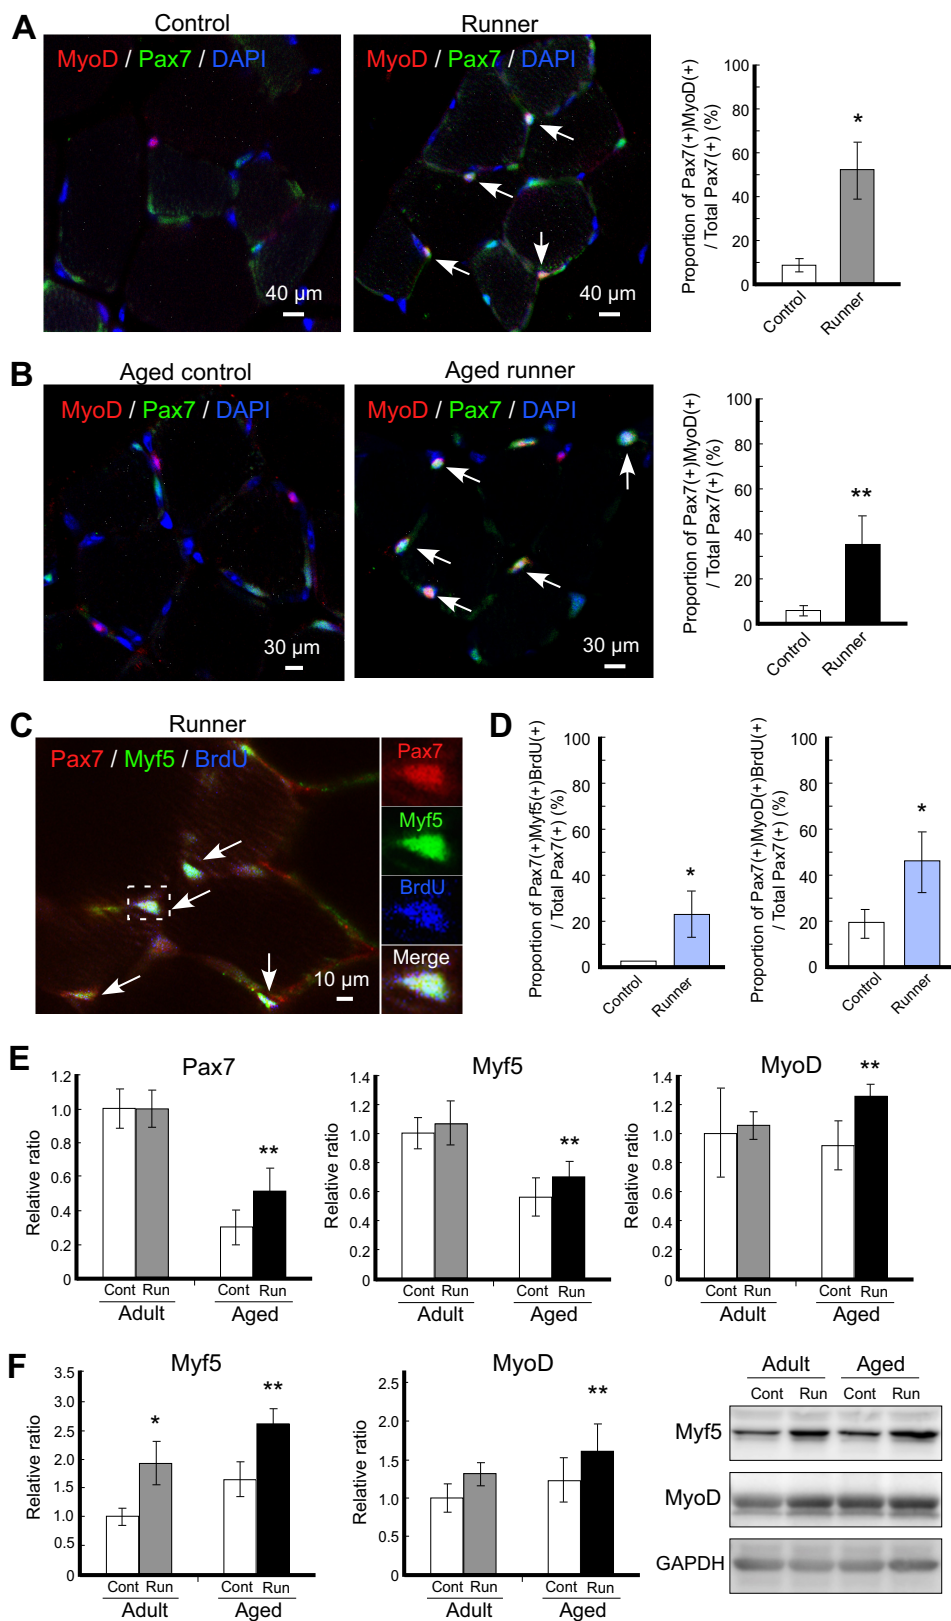 A
Control
Runner
MyoD / Pax7 / DAPI
MyoD / Pax7 / DAPI
40 µm
40 µm
Proportion of Pax7(+)MyoD(+)
/ Total Pax7(+) (%)
100
80
60
40
20
0
*
Control
Runner
B
Aged control
Aged runner
MyoD / Pax7 / DAPI
MyoD / Pax7 / DAPI
30 µm
30 µm
Proportion of Pax7(+)MyoD(+)
/ Total Pax7(+) (%)
100
80
60
40
20
0
**
Control
Runner
C
Runner
Pax7 / Myf5 / BrdU
10 µm
Pax7
Myf5
BrdU
Merge
D
Proportion of Pax7(+)Myf5(+)BrdU(+)
/ Total Pax7(+) (%)
100
80
60
40
20
0
*
Control
Runner
Proportion of Pax7(+)MyoD(+)BrdU(+)
/ Total Pax7(+) (%)
100
80
60
40
20
0
*
Control
Runner
E
Pax7
Relative ratio
1.2
1.0
0.8
0.6
0.4
0.2
0
**
Cont Run
Cont Run
Adult
Aged
Myf5
Relative ratio
1.4
1.2
1.0
0.8
0.6
0.4
0.2
0
**
Cont Run
Cont Run
Adult
Aged
MyoD
Relative ratio
1.4
1.2
1.0
0.8
0.6
0.4
0.2
0
**
Cont Run
Cont Run
Adult
Aged
F
Myf5
Relative ratio
3.5
3.0
2.5
2.0
1.5
1.0
0.5
0
*
**
Cont Run
Cont Run
Adult
Aged
MyoD
Relative ratio
2.5
2.0
1.5
1.0
0.5
0
**
Cont Run
Cont Run
Adult
Aged
Adult
Aged
Cont Run
Cont Run
Myf5
MyoD
GAPDH